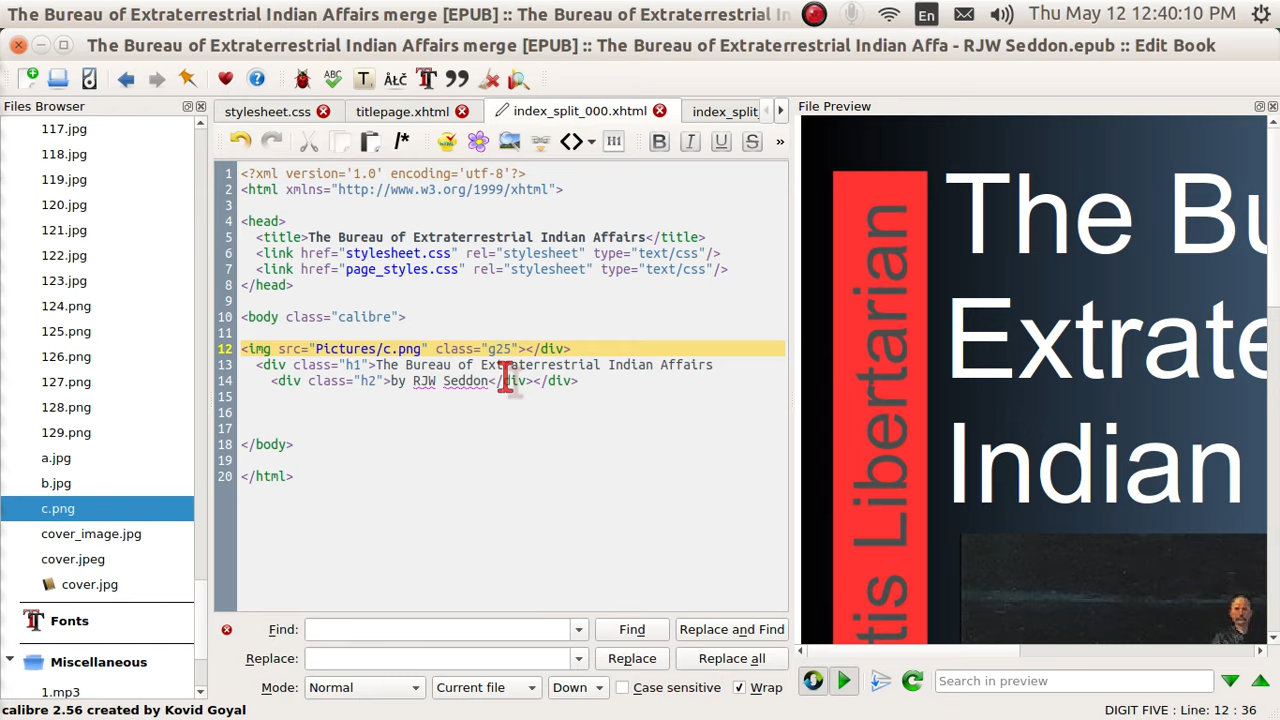 The Bureau of Extraterrestrial Indian Affairs merge [EPUB] :: The Bureau of Extraterrestrial In
En
Thu May 12 12:40:10 PM
The Bureau of Extraterrestrial Indian Affairs merge [EPUB] :: The Bureau of Extraterrestrial Indian Affa - RJW Seddon.epub :: Edit Book
ABC
T
Files Browser
117.jpg
118.jpg
119.jpg
120.jpg
121.jpg
122.jpg
123.jpg
124.png
125.png
126.png
127.png
128.png
129.png
a.jpg
b.jpg
c.png
cover_image.jpg
cover.jpeg
cover.jpg
Fonts
Miscellaneous
1.mp3
stylesheet.css
titlepage.xhtml
index_split_000.xhtml
index_split_
/*
<>
H1
B
I
U
S
»
1 <?xml version='1.0' encoding='utf-8'?>
2 <html xmlns="http://www.w3.org/1999/xhtml">
3
4 <head>
5 <title>The Bureau of Extraterrestrial Indian Affairs</title>
6 <link href="stylesheet.css" rel="stylesheet" type="text/css"/>
7 <link href="page_styles.css" rel="stylesheet" type="text/css"/>
8 </head>
9
10 <body class="calibre">
11
12 <img src="Pictures/c.png" class="g25"></div>
13 <div class="h1">The Bureau of Extraterrestrial Indian Affairs
14 <div class="h2">by RJW Seddon</div></div>
15
16
17
18 </body>
19
20 </html>
Find:
Find
Replace and Find
Replace:
Replace
Replace all
Mode:
Normal
Current file
Down
Case sensitive
Wrap
File Preview
tis Libertarian
The Bu
Extrate
Indian
Search in preview
calibre 2.56 created by Kovid Goyal
DIGIT FIVE : Line: 12 : 36